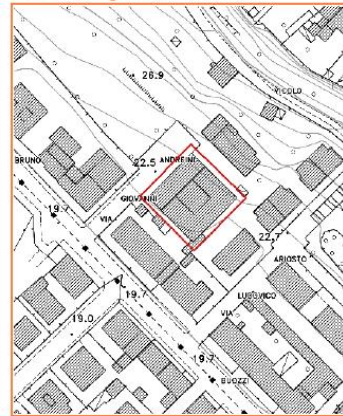 26.9
VICOLO
ANDREINI
22.5
BRUNO
GIOVANNI
19.7
VIA
22,7
ARIOSTO
19.7
LUDOVICO
19.0
VIA
19.7
BUOZZI